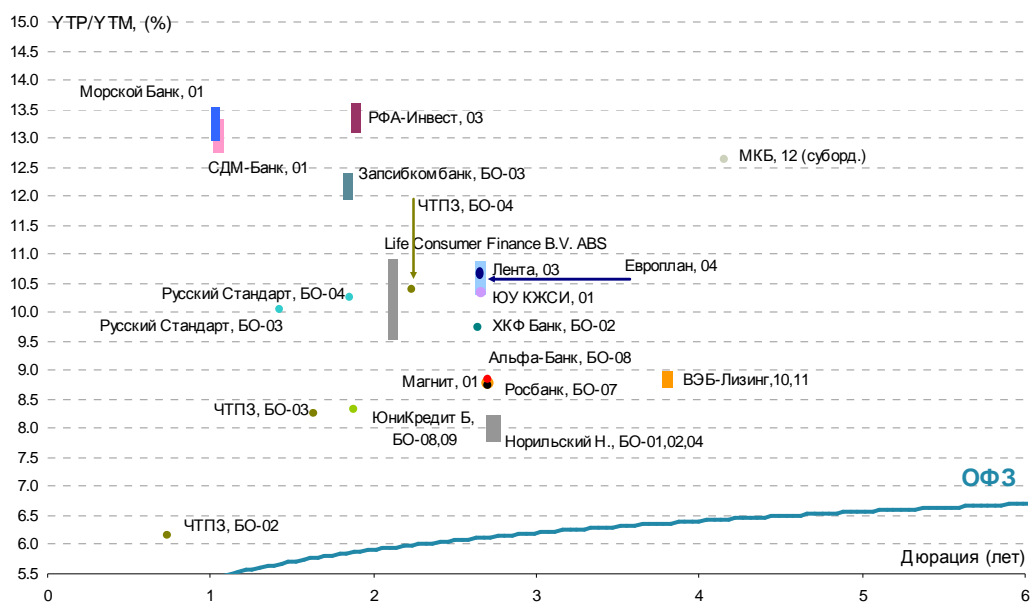 15.0
YTP/YTM, (%)
14.5
14.0
Морской Банк, 01
13.5
РФА-Инвест, 03
13.0
МКБ, 12 (суборд.)
СДМ-Банк, 01
12.5
Запсибкомбанк, БО-03
12.0
ЧТПЗ, БО-04
11.5
Life Consumer Finance B.V. ABS
11.0
Европлан, 04
Лента, 03
10.5
Русский Стандарт, БО-04
ЮУ КЖСИ, 01
10.0
Русский Стандарт, БО-03
ХКФ Банк, БО-02
9.5
Альфа-Банк, БО-08
9.0
Магнит, 01
ВЭБ-Лизинг,10,11
Росбанк, БО-07
8.5
ЧТПЗ, БО-03
ЮниКредит Б,
БО-08,09
8.0
Норильский Н., БО-01,02,04
7.5
7.0
ОФЗ
6.5
ЧТПЗ, БО-02
6.0
Дюрация (лет)
5.5
0
1
2
3
4
5
6